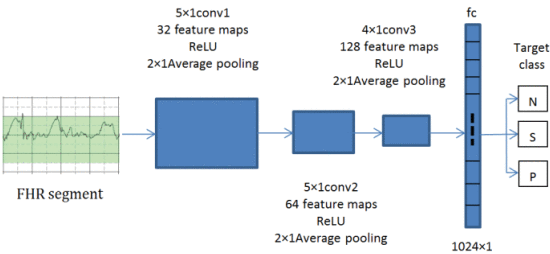 5×1conv1
32 feature maps
ReLU
2×1Average pooling
4×1conv3
128 feature maps
ReLU
2×1Average pooling
fc
Target
class
N
S
P
FHR segment
5×1conv2
64 feature maps
ReLU
2×1Average pooling
1024×1